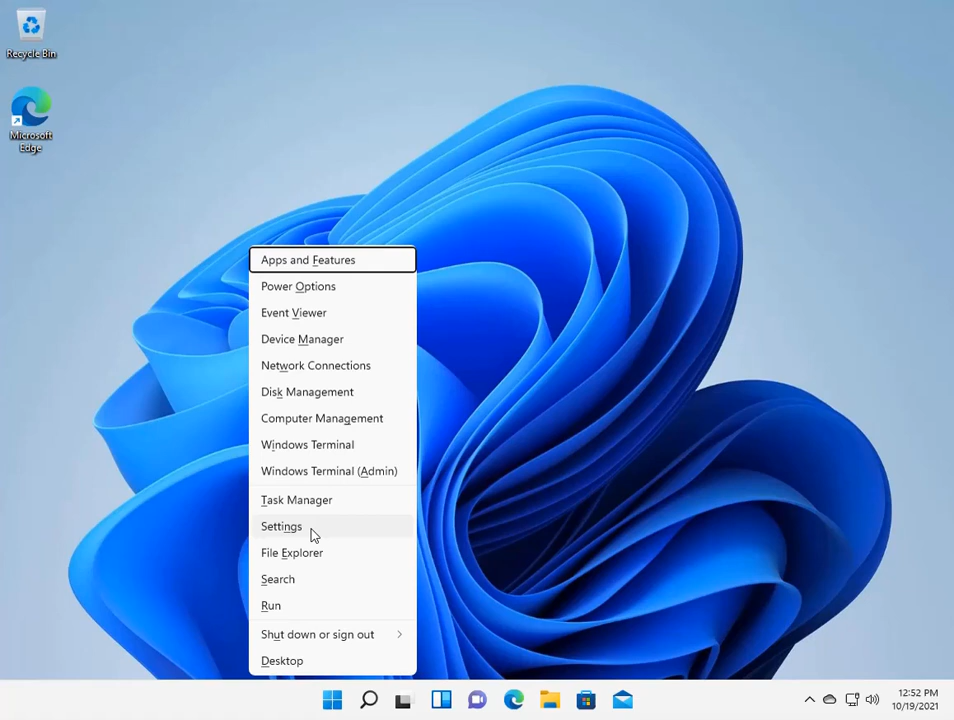 Recycle Bin
Microsoft
Edge
Apps and Features
Power Options
Event Viewer
Device Manager
Network Connections
Disk Management
Computer Management
Windows Terminal
Windows Terminal (Admin)
Task Manager
Settings
File Explorer
Search
Run
Shut down or sign out
Desktop
12:52 PM
10/19/2021